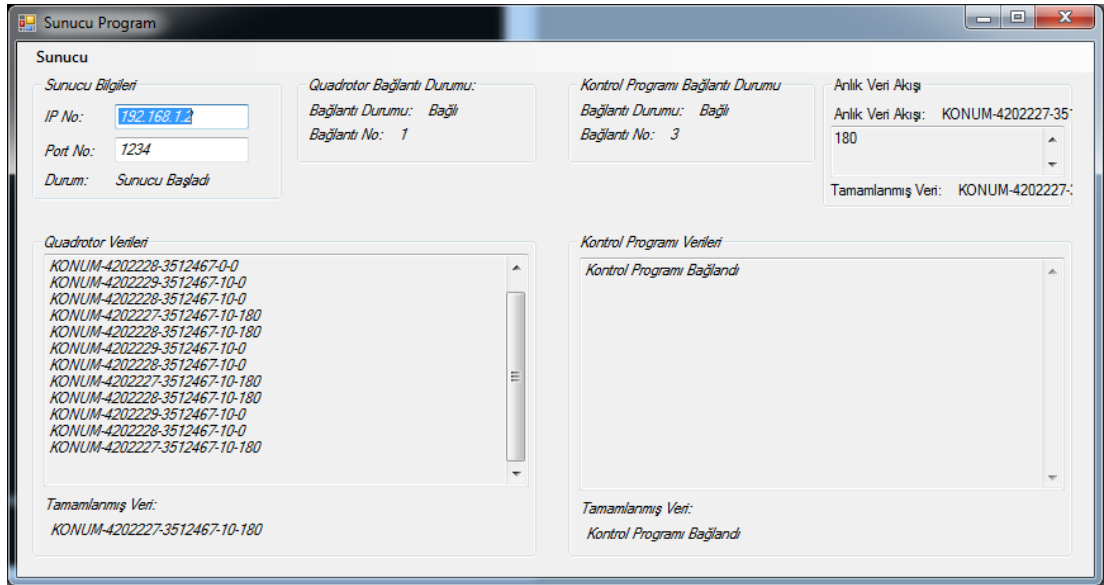 Sunucu Program
Sunucu
Sunucu Bilgileri
IP No: 192.168.1.2
Port No: 1234
Durum: Sunucu Başladı
Quadrotor Bağlantı Durumu:
Bağlantı Durumu: Bağlı
Bağlantı No: 1
Kontrol Programı Bağlantı Durumu
Bağlantı Durumu: Bağlı
Bağlantı No: 3
Anlık Veri Akışı
Anlık Veri Akışı: KONUM-4202227-35
180
Tamamlanmış Veri: KONUM-4202227-
Quadrotor Verileri
KONUM-4202228-3512467-0-0
KONUM-4202229-3512467-10-0
KONUM-4202228-3512467-10-0
KONUM-4202227-3512467-10-180
KONUM-4202228-3512467-10-180
KONUM-4202229-3512467-10-0
KONUM-4202228-3512467-10-0
KONUM-4202227-3512467-10-180
KONUM-4202228-3512467-10-180
KONUM-4202229-3512467-10-0
KONUM-4202228-3512467-10-0
KONUM-4202227-3512467-10-180
Tamamlanmış Veri:
KONUM-4202227-3512467-10-180
Kontrol Programı Verileri
Kontrol Programı Bağlandı
Tamamlanmış Veri:
Kontrol Programı Bağlandı